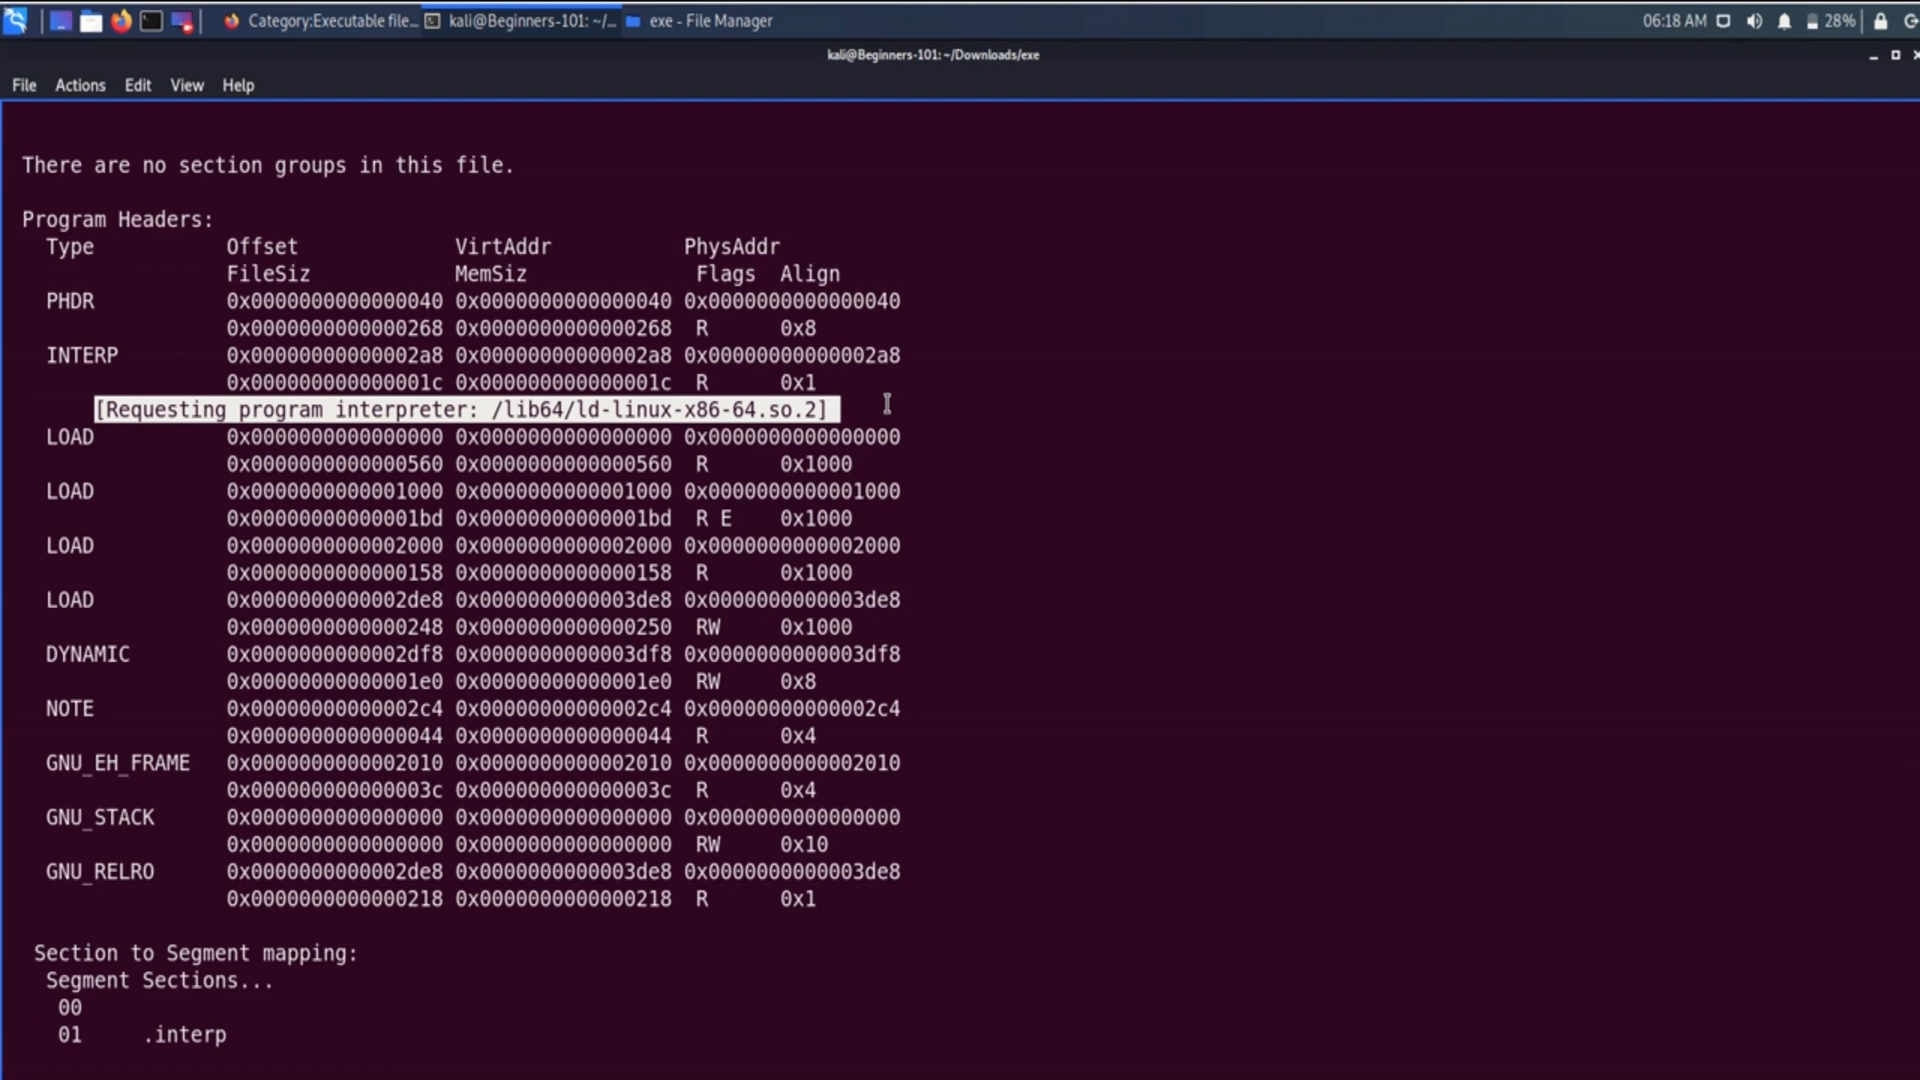 Category:Executable file... kali@Beginners-101: ~/... exe - File Manager 06:18 AM 28%
kali@Beginners-101: ~/Downloads/exe
File Actions Edit View Help
There are no section groups in this file.
Program Headers:
Type Offset VirtAddr PhysAddr
FileSiz MemSiz Flags Align
PHDR 0x0000000000000040 0x0000000000000040 0x0000000000000040
0x0000000000000268 0x0000000000000268 R 0x8
INTERP 0x00000000000002a8 0x00000000000002a8 0x00000000000002a8
0x000000000000001c 0x000000000000001c R 0x1
[Requesting program interpreter: /lib64/ld-linux-x86-64.so.2]
LOAD 0x0000000000000000 0x0000000000000000 0x0000000000000000
0x0000000000000560 0x0000000000000560 R 0x1000
LOAD 0x0000000000001000 0x0000000000001000 0x0000000000001000
0x00000000000001bd 0x00000000000001bd R E 0x1000
LOAD 0x0000000000002000 0x0000000000002000 0x0000000000002000
0x0000000000000158 0x0000000000000158 R 0x1000
LOAD 0x0000000000002de8 0x0000000000003de8 0x0000000000003de8
0x0000000000000248 0x0000000000000250 RW 0x1000
DYNAMIC 0x0000000000002df8 0x0000000000003df8 0x0000000000003df8
0x00000000000001e0 0x00000000000001e0 RW 0x8
NOTE 0x00000000000002c4 0x00000000000002c4 0x00000000000002c4
0x0000000000000044 0x0000000000000044 R 0x4
GNU_EH_FRAME 0x0000000000002010 0x0000000000002010 0x0000000000002010
0x000000000000003c 0x000000000000003c R 0x4
GNU_STACK 0x0000000000000000 0x0000000000000000 0x0000000000000000
0x0000000000000000 0x0000000000000000 RW 0x10
GNU_RELRO 0x0000000000002de8 0x0000000000003de8 0x0000000000003de8
0x0000000000000218 0x0000000000000218 R 0x1
Section to Segment mapping:
Segment Sections...
00
01 .interp